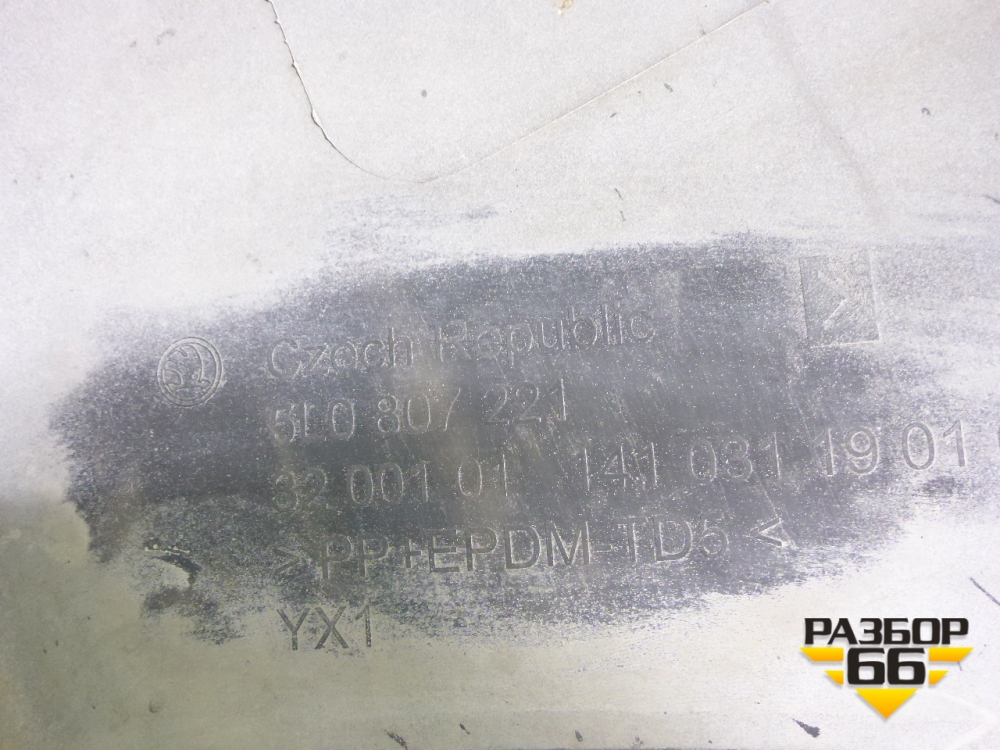 Czech Republic
5L0 807 221
32 001 01 141 031 19 01
>PP+EPDM-TD5<
YX1
РАЗБОР
66